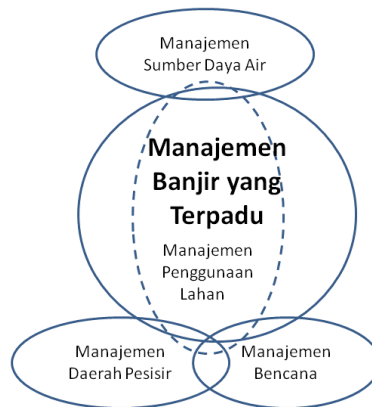 Manajemen
Sumber Daya Air
Manajemen
Banjir yang
Terpadu
Manajemen
Penggunaan
Lahan
Manajemen
Daerah Pesisir
Manajemen
Bencana